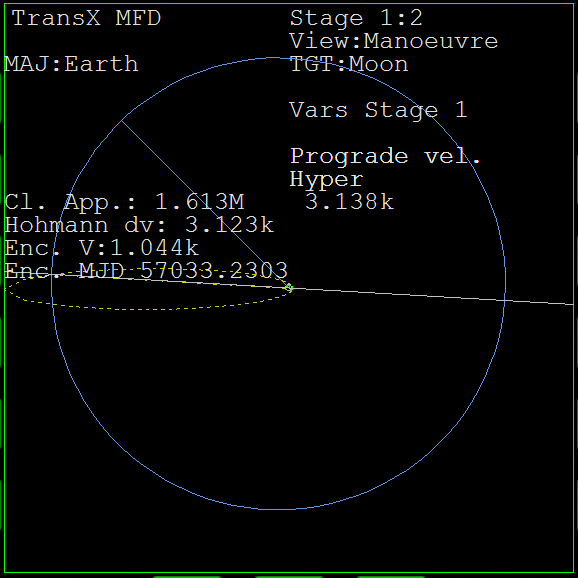 TransX MFD
Stage 1:2
View:Manoeuvre
MAJ:Earth
TGT:Moon
Vars Stage 1
Prograde vel.
Hyper
Cl. App.: 1.613M
3.138k
Hohmann dv: 3.123k
Enc. V:1.044k
Enc. MJD 57033.2303